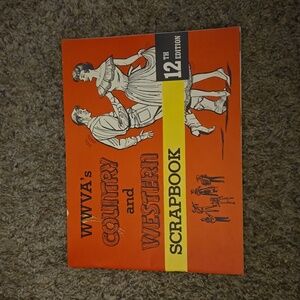 WWVA's
COUNTRY
and
WESTERN
SCRAPBOOK
12TH
EDITION